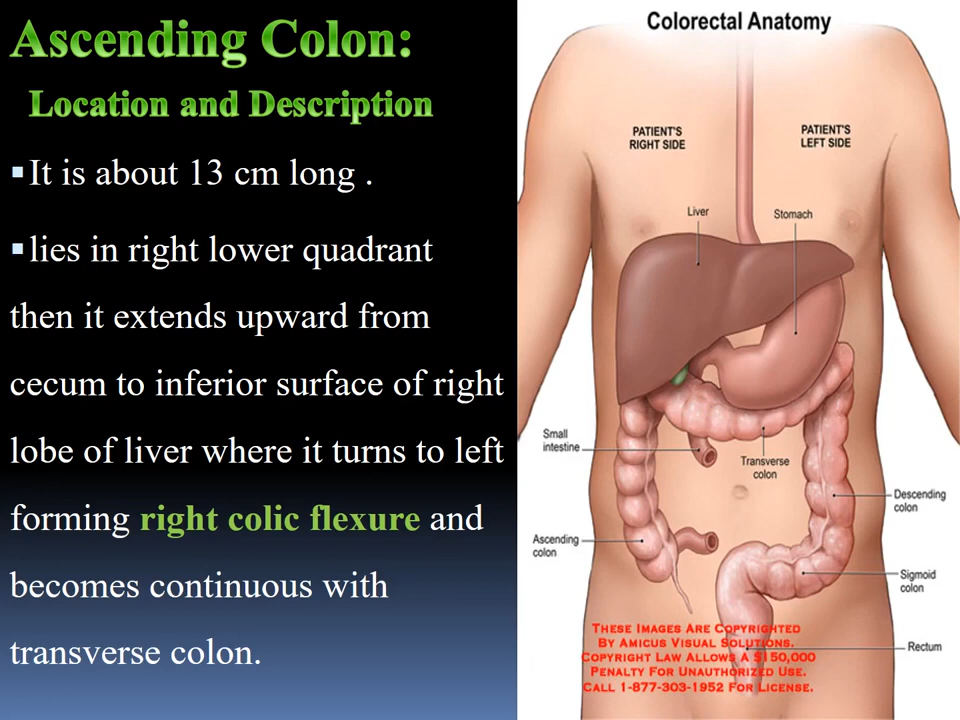 Ascending Colon:
Location and Description
▪It is about 13 cm long .
▪lies in right lower quadrant
then it extends upward from
cecum to inferior surface of right
lobe of liver where it turns to left
forming right colic flexure and
becomes continuous with
transverse colon.
Colorectal Anatomy
PATIENT'S
RIGHT SIDE
PATIENT'S
LEFT SIDE
Liver
Stomach
Small
intestine
Transverse
colon
Descending
colon
Ascending
colon
Sigmoid
colon
Rectum
THESE IMAGES ARE COPYRIGHTED
BY AMICUS VISUAL SOLUTIONS.
COPYRIGHT LAW ALLOWS A $150,000
PENALTY FOR UNAUTHORIZED USE.
CALL 1-877-303-1952 FOR LICENSE.